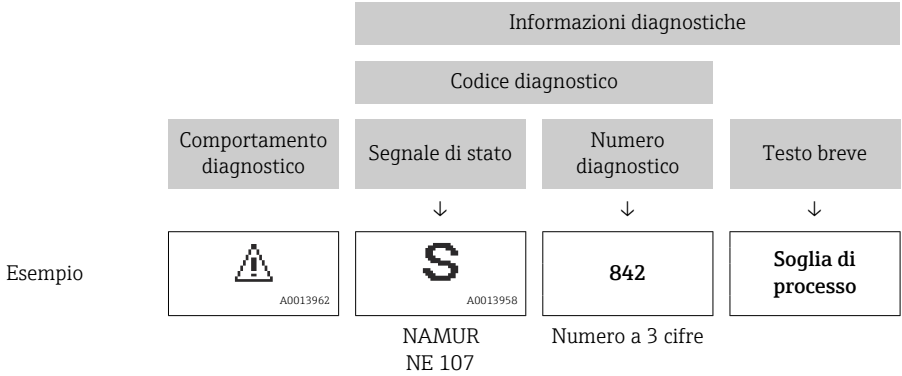 Informazioni diagnostiche
Codice diagnostico
Comportamento
diagnostico
Segnale di stato
Numero
diagnostico
Testo breve
↓ ↓ ↓
Esempio
A0013962
S
A0013958
842
Soglia di
processo
NAMUR
NE 107
Numero a 3 cifre